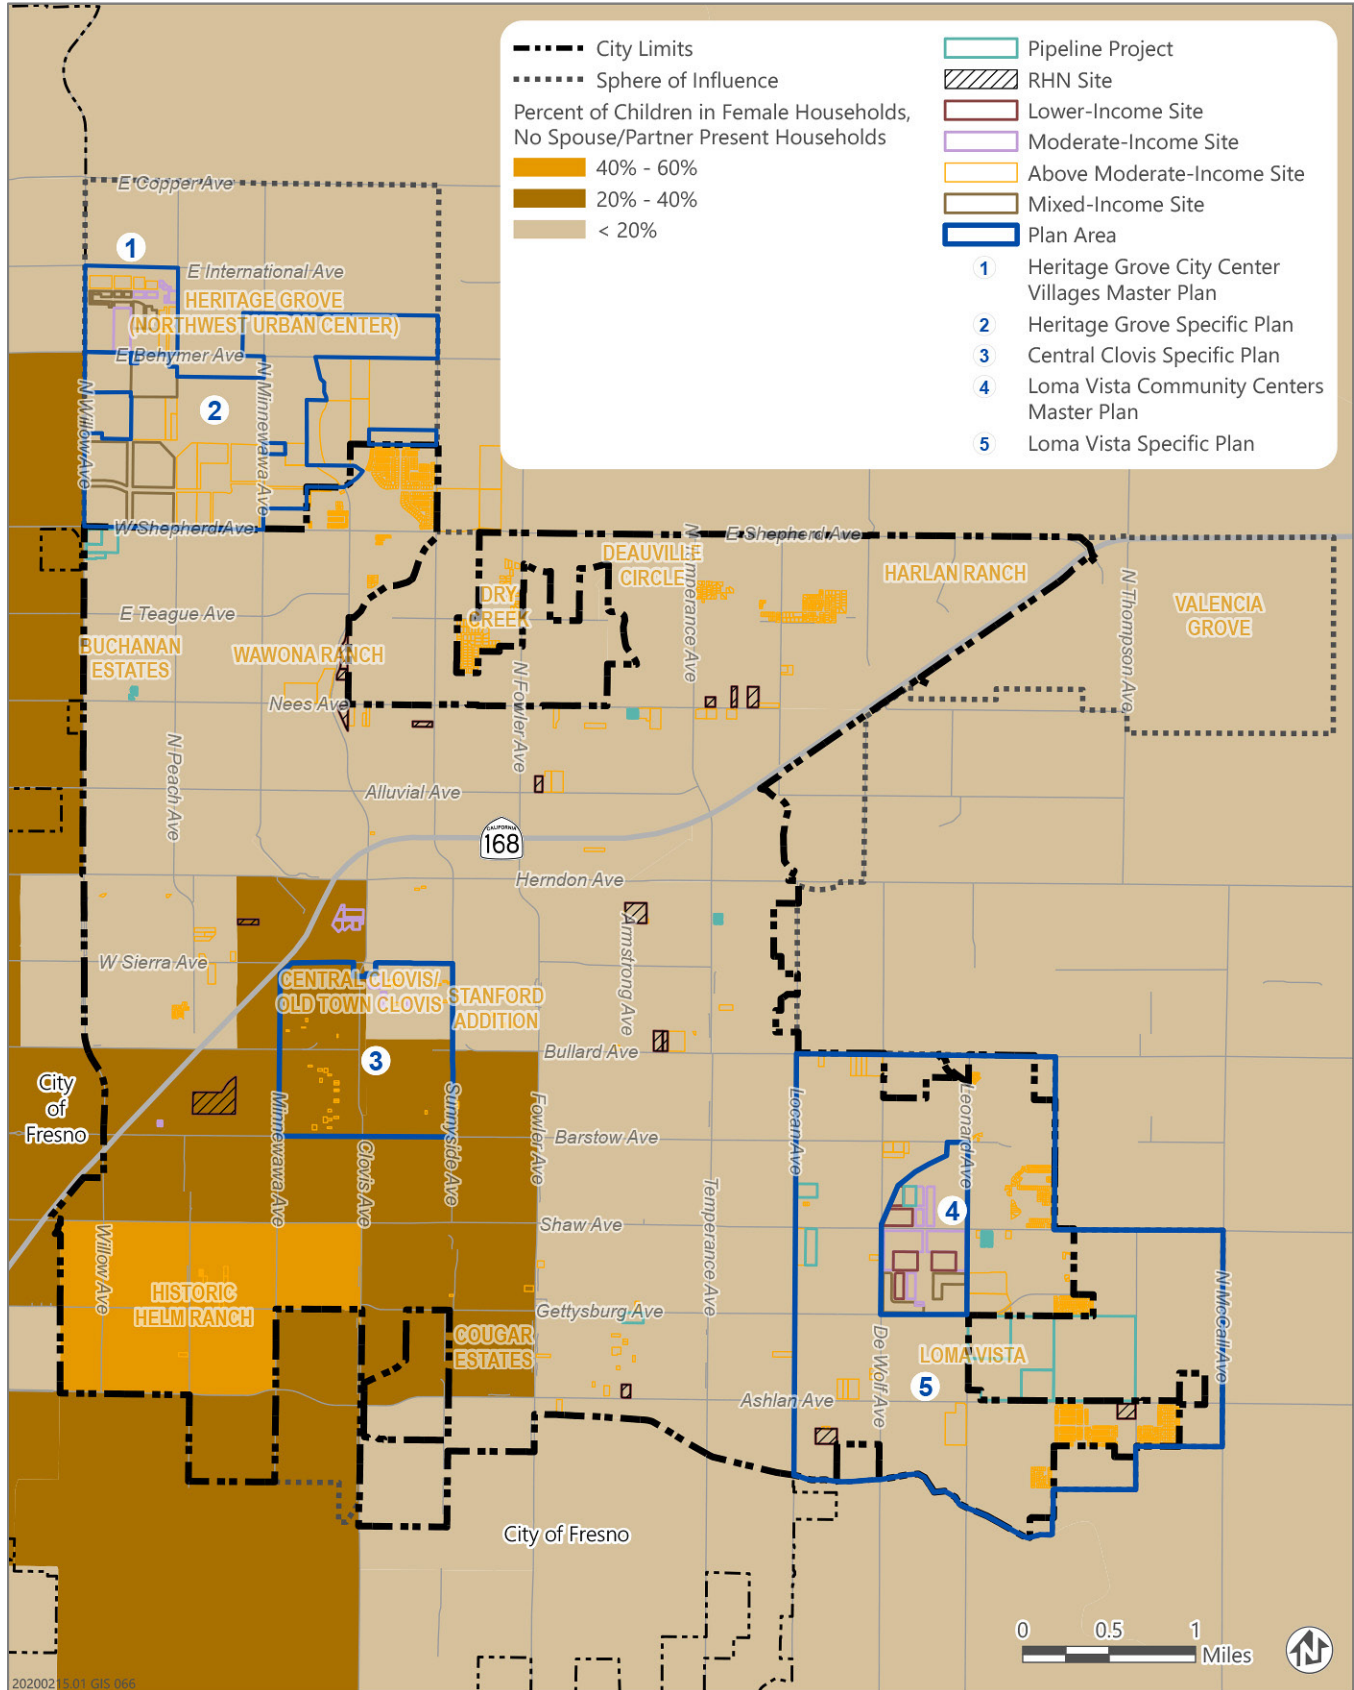 City Limits
Sphere of Influence
Percent of Children in Female Households,
No Spouse/Partner Present Households
40% - 60%
20% - 40%
< 20%
Pipeline Project
RHN Site
Lower-Income Site
Moderate-Income Site
Above Moderate-Income Site
Mixed-Income Site
Plan Area
1 Heritage Grove City Center
Villages Master Plan
2 Heritage Grove Specific Plan
3 Central Clovis Specific Plan
4 Loma Vista Community Centers
Master Plan
5 Loma Vista Specific Plan
E Copper Ave
1
E International Ave
HERITAGE GROVE
(NORTHWEST URBAN CENTER)
E Behymer Ave
N Willow Ave
N Minnewawa Ave
2
W Shepherd Ave
E Shepherd Ave
DEAUVILLE
CIRCLE
N Temperance Ave
HARLAN RANCH
N Thompson Ave
VALENCIA
GROVE
DRY
CREEK
E Teague Ave
BUCHANAN
ESTATES
WAWONA RANCH
N Fowler Ave
Nees Ave
N Peach Ave
Alluvial Ave
CALIFORNIA
168
Herndon Ave
Armstrong Ave
W Sierra Ave
CENTRAL CLOVIS/
OLD TOWN CLOVIS
STANFORD
ADDITION
3
Bullard Ave
City
of
Fresno
Minnewawa Ave
Clovis Ave
Sunnyside Ave
Fowler Ave
Barstow Ave
Locan Ave
Leonard Ave
Temperance Ave
4
Shaw Ave
Willow Ave
HISTORIC
HELM RANCH
Gettysburg Ave
COUGAR
ESTATES
De Wolf Ave
LOMA VISTA
N McCall Ave
5
Ashlan Ave
City of Fresno
0 0.5 1
Miles
N
20200215.01 GIS 066